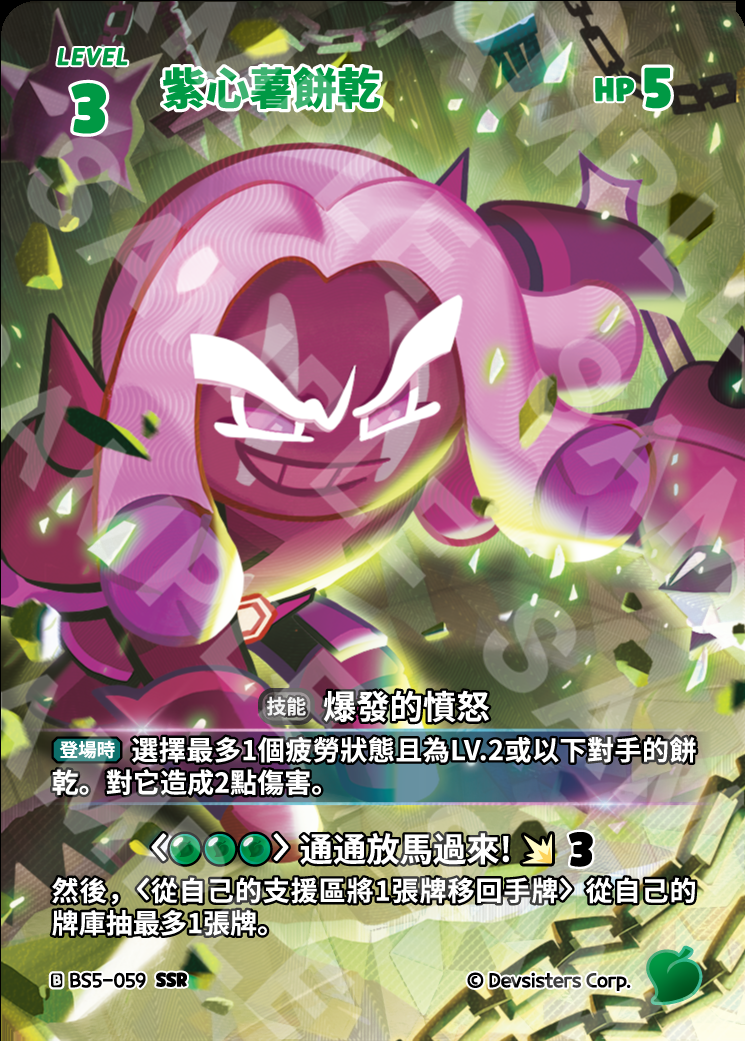 LEVEL
3
紫心薯餅乾
HP 5
技能 爆發的憤怒
登場時 選擇最多1個疲勞狀態且為LV.2或以下對手的餅
乾。對它造成2點傷害。
〈●●●〉通通放馬過來! 3
然後，〈從自己的支援區將1張牌移回手牌〉從自己的
牌庫抽最多1張牌。
B BS5-059 SSR
© Devsisters Corp.
SAMPLE